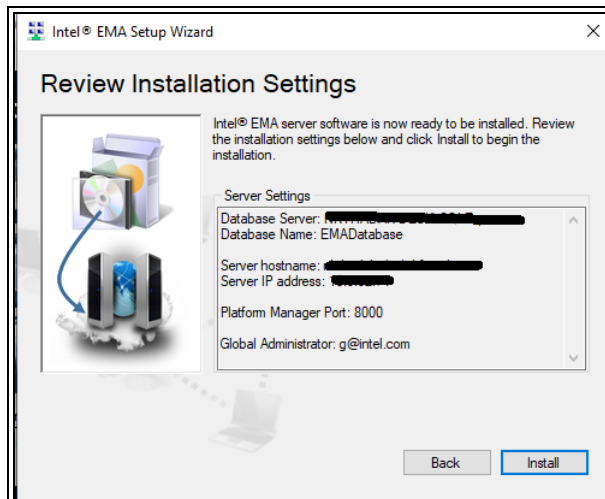 Intel® EMA Setup Wizard
Review Installation Settings
Intel® EMA server software is now ready to be installed. Review
the installation settings below and click Install to begin the
installation.
Server Settings
Database Server:
Database Name: EMADatabase
Server hostname:
Server IP address:
Platform Manager Port: 8000
Global Administrator: g@intel.com
Back
Install